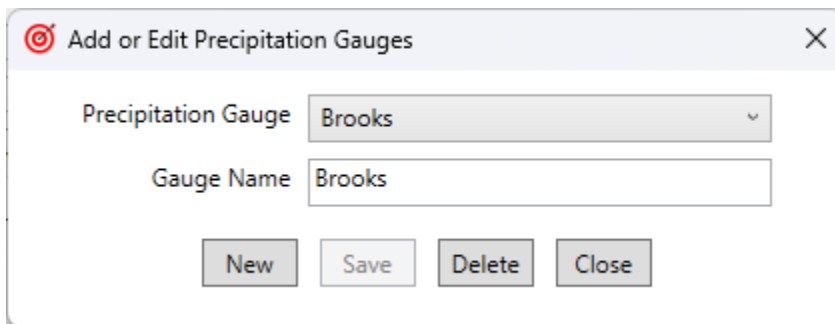 Add or Edit Precipitation Gauges
Precipitation Gauge Brooks
Gauge Name Brooks
New Save Delete Close